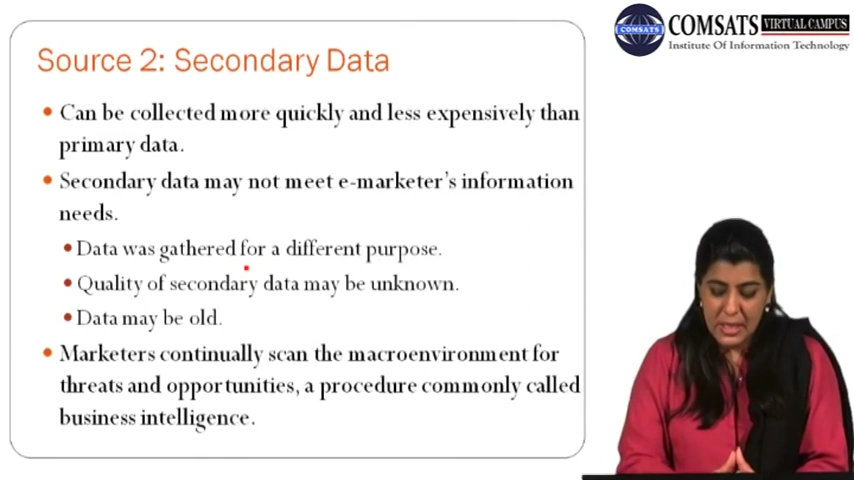 Source 2: Secondary Data
• Can be collected more quickly and less expensively than
primary data.
• Secondary data may not meet e-marketer's information
needs.
• Data was gathered for a different purpose.
• Quality of secondary data may be unknown.
• Data may be old.
• Marketers continually scan the macroenvironment for
threats and opportunities, a procedure commonly called
business intelligence.
COMSATS
COMSATS VIRTUAL CAMPUS
Institute Of Information Technology